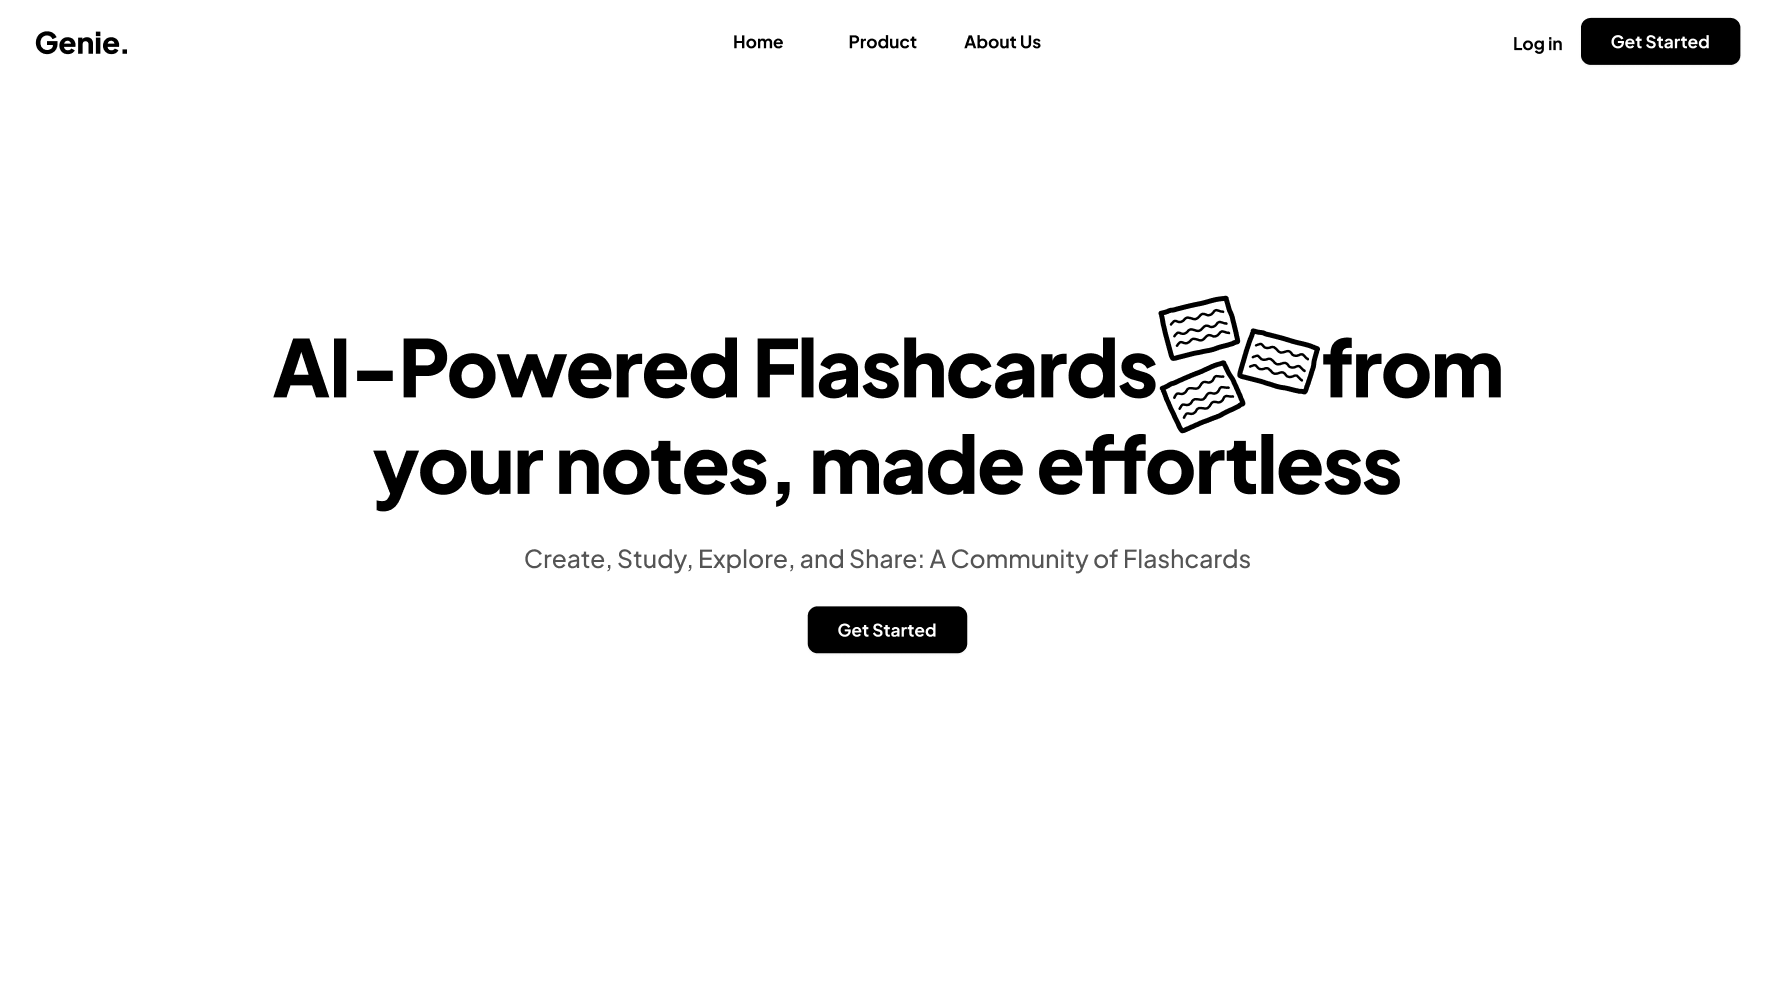 Genie.
Home
Product
About Us
Log in
Get Started
AI-Powered Flashcards from
your notes, made effortless
Create, Study, Explore, and Share: A Community of Flashcards
Get Started